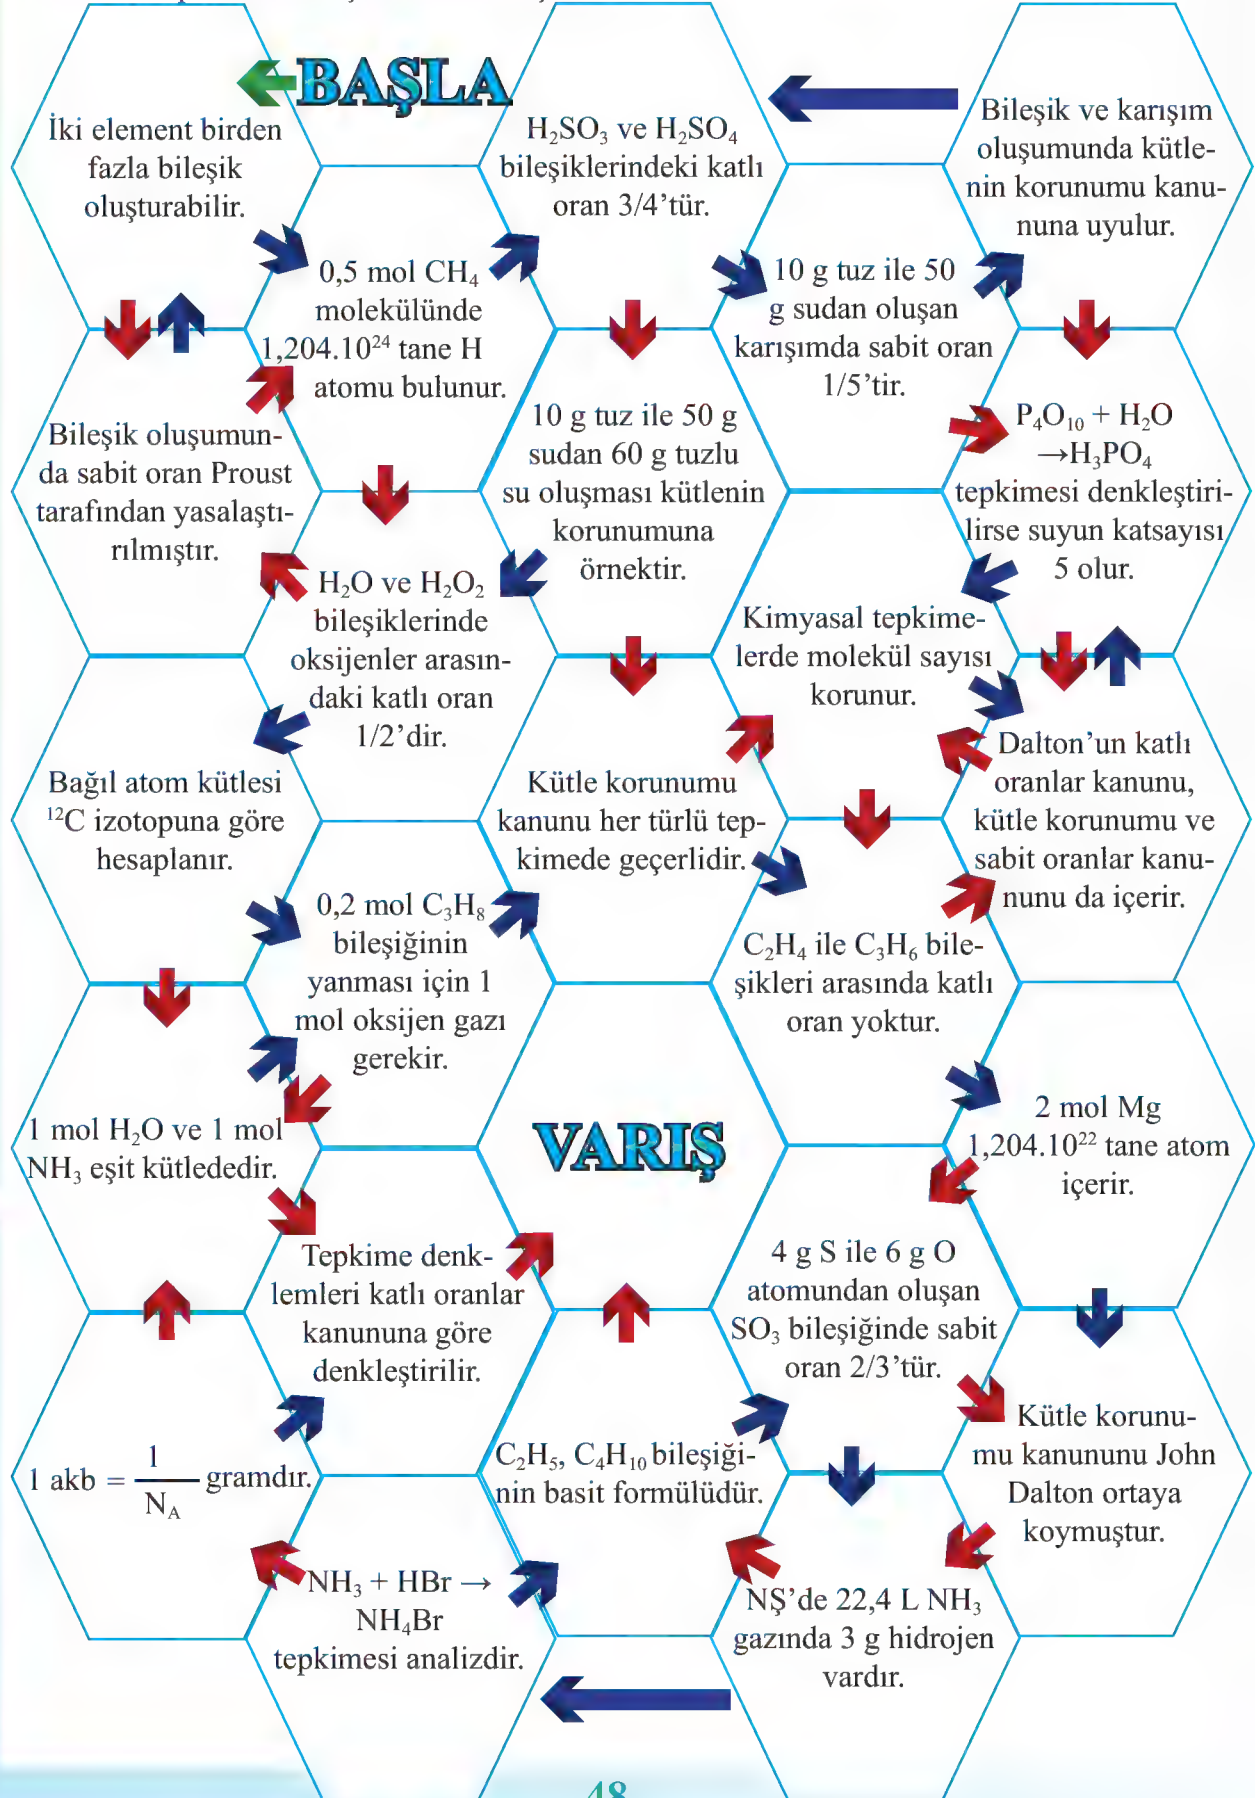 BAŞLA
İki element birden
fazla bileşik
oluşturabilir.
H₂SO₃ ve H₂SO₄
bileşiklerindeki katlı
oran 3/4’tür.
Bileşik ve karışım
oluşumunda kütle-
nin korunumu kanu-
nuna uyulur.
0,5 mol CH₄
molekülünde
1,204.10²⁴ tane H
atomu bulunur.
10 g tuz ile 50
g sudan oluşan
karışımda sabit oran
1/5’tir.
Bileşik oluşumun-
da sabit oran Proust
tarafından yasalaştı-
rılmıştır.
10 g tuz ile 50 g
sudan 60 g tuzlu
su oluşması kütlenin
korunumuna
örnektir.
P₄O₁₀ + H₂O
→H₃PO₄
tepkimesi denkleştiri-
lirse suyun katsayısı
5 olur.
H₂O ve H₂O₂
bileşiklerinde
oksijenler arasın-
daki katlı oran
1/2’dir.
Kimyasal tepkime-
lerde molekül sayısı
korunur.
Bağıl atom kütlesi
¹²C izotopuna göre
hesaplanır.
Kütle korunumu
kanunu her türlü tep-
kimede geçerlidir.
Dalton’un katlı
oranlar kanunu,
kütle korunumu ve
sabit oranlar kanu-
nunu da içerir.
0,2 mol C₃H₈
bileşiğinin
yanması için 1
mol oksijen gazı
gerekir.
C₂H₄ ile C₃H₆ bile-
şikleri arasında katlı
oran yoktur.
1 mol H₂O ve 1 mol
NH₃ eşit kütlededir.
VARIŞ
2 mol Mg
1,204.10²² tane atom
içerir.
Tepkime denk-
lemleri katlı oranlar
kanununa göre
denkleştirilir.
4 g S ile 6 g O
atomundan oluşan
SO₃ bileşiğinde sabit
oran 2/3’tür.
1 akb = 1/N_A gramdır.
C₂H₅, C₄H₁₀ bileşiği-
nin basit formülüdür.
Kütle korunu-
mu kanununu John
Dalton ortaya
koymuştur.
NH₃ + HBr →
NH₄Br
tepkimesi analizdir.
NŞ’de 22,4 L NH₃
gazında 3 g hidrojen
vardır.
48